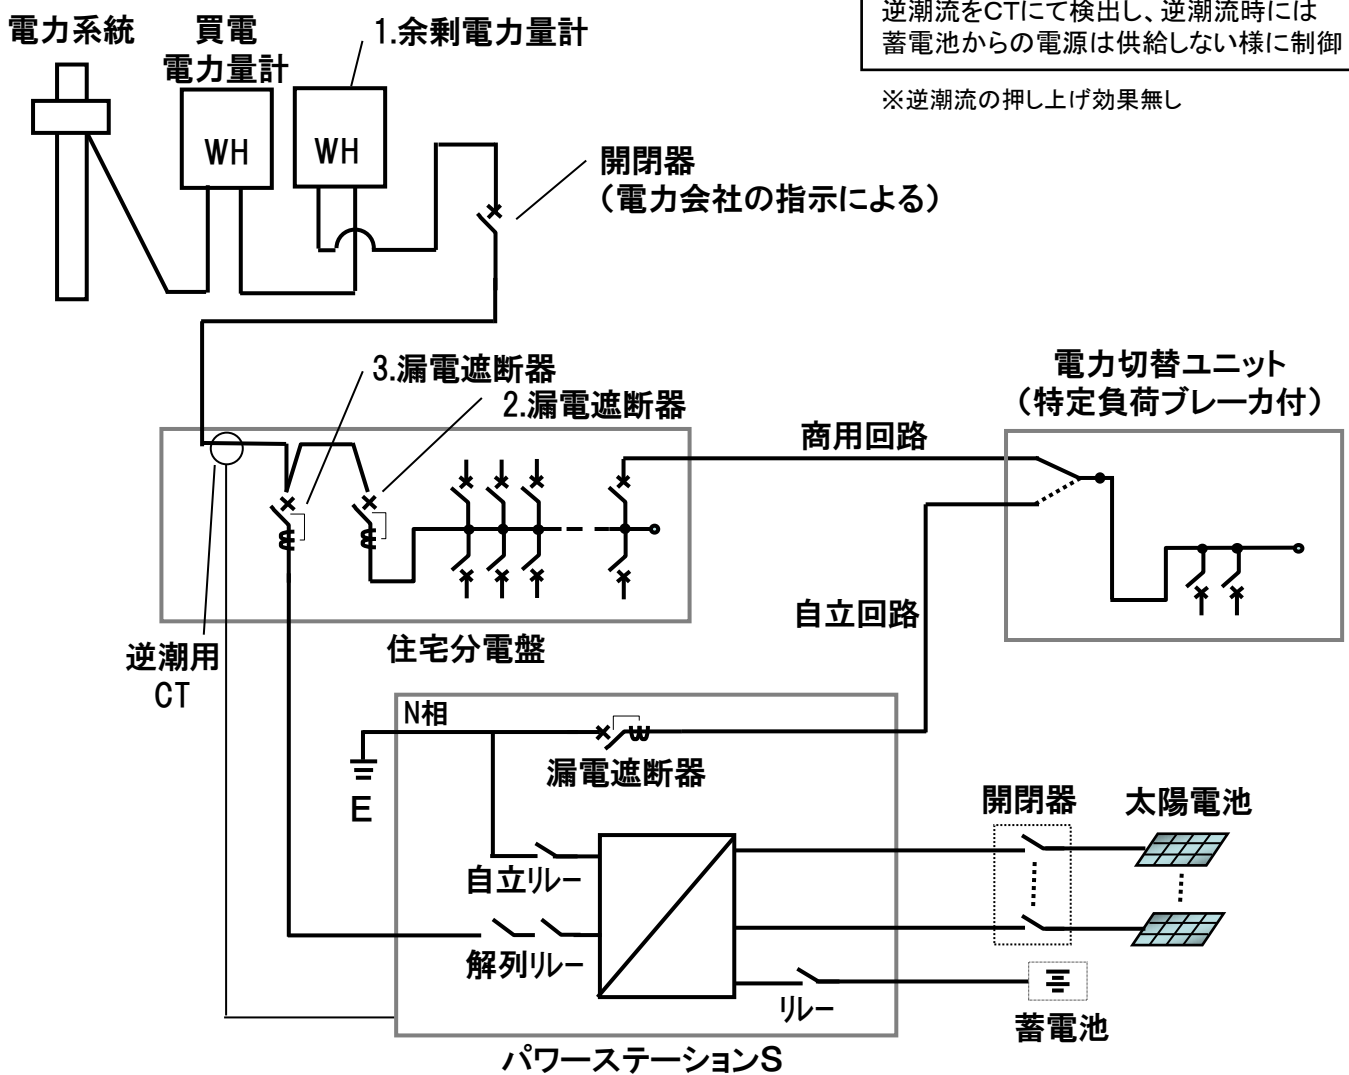 逆潮流をCTにて検出し、逆潮流時には
蓄電池からの電源は供給しない様に制御
※逆潮流の押し上げ効果無し
電力系統
買電
電力量計
1.余剰電力量計
WH
WH
開閉器
(電力会社の指示による)
3.漏電遮断器
2.漏電遮断器
電力切替ユニット
(特定負荷ブレーカ付)
商用回路
自立回路
逆潮用
CT
住宅分電盤
N相
E
漏電遮断器
開閉器
太陽電池
自立リレー
解列リレー
リレー
蓄電池
パワーステーションS